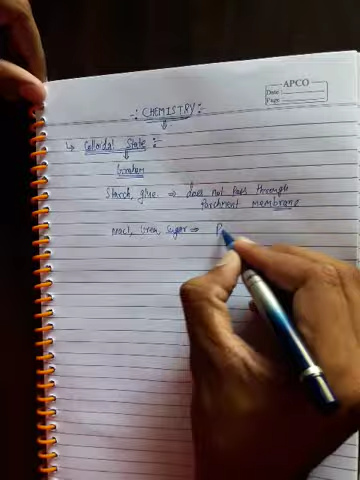 APCO
Date :
Page :
-: CHEMISTRY :-
↳ Colloidal State :-
Graham
Starch, glue ⇒ does not Pass through
Parchment membrane
NaCl, Urea, Sugar ⇒ P